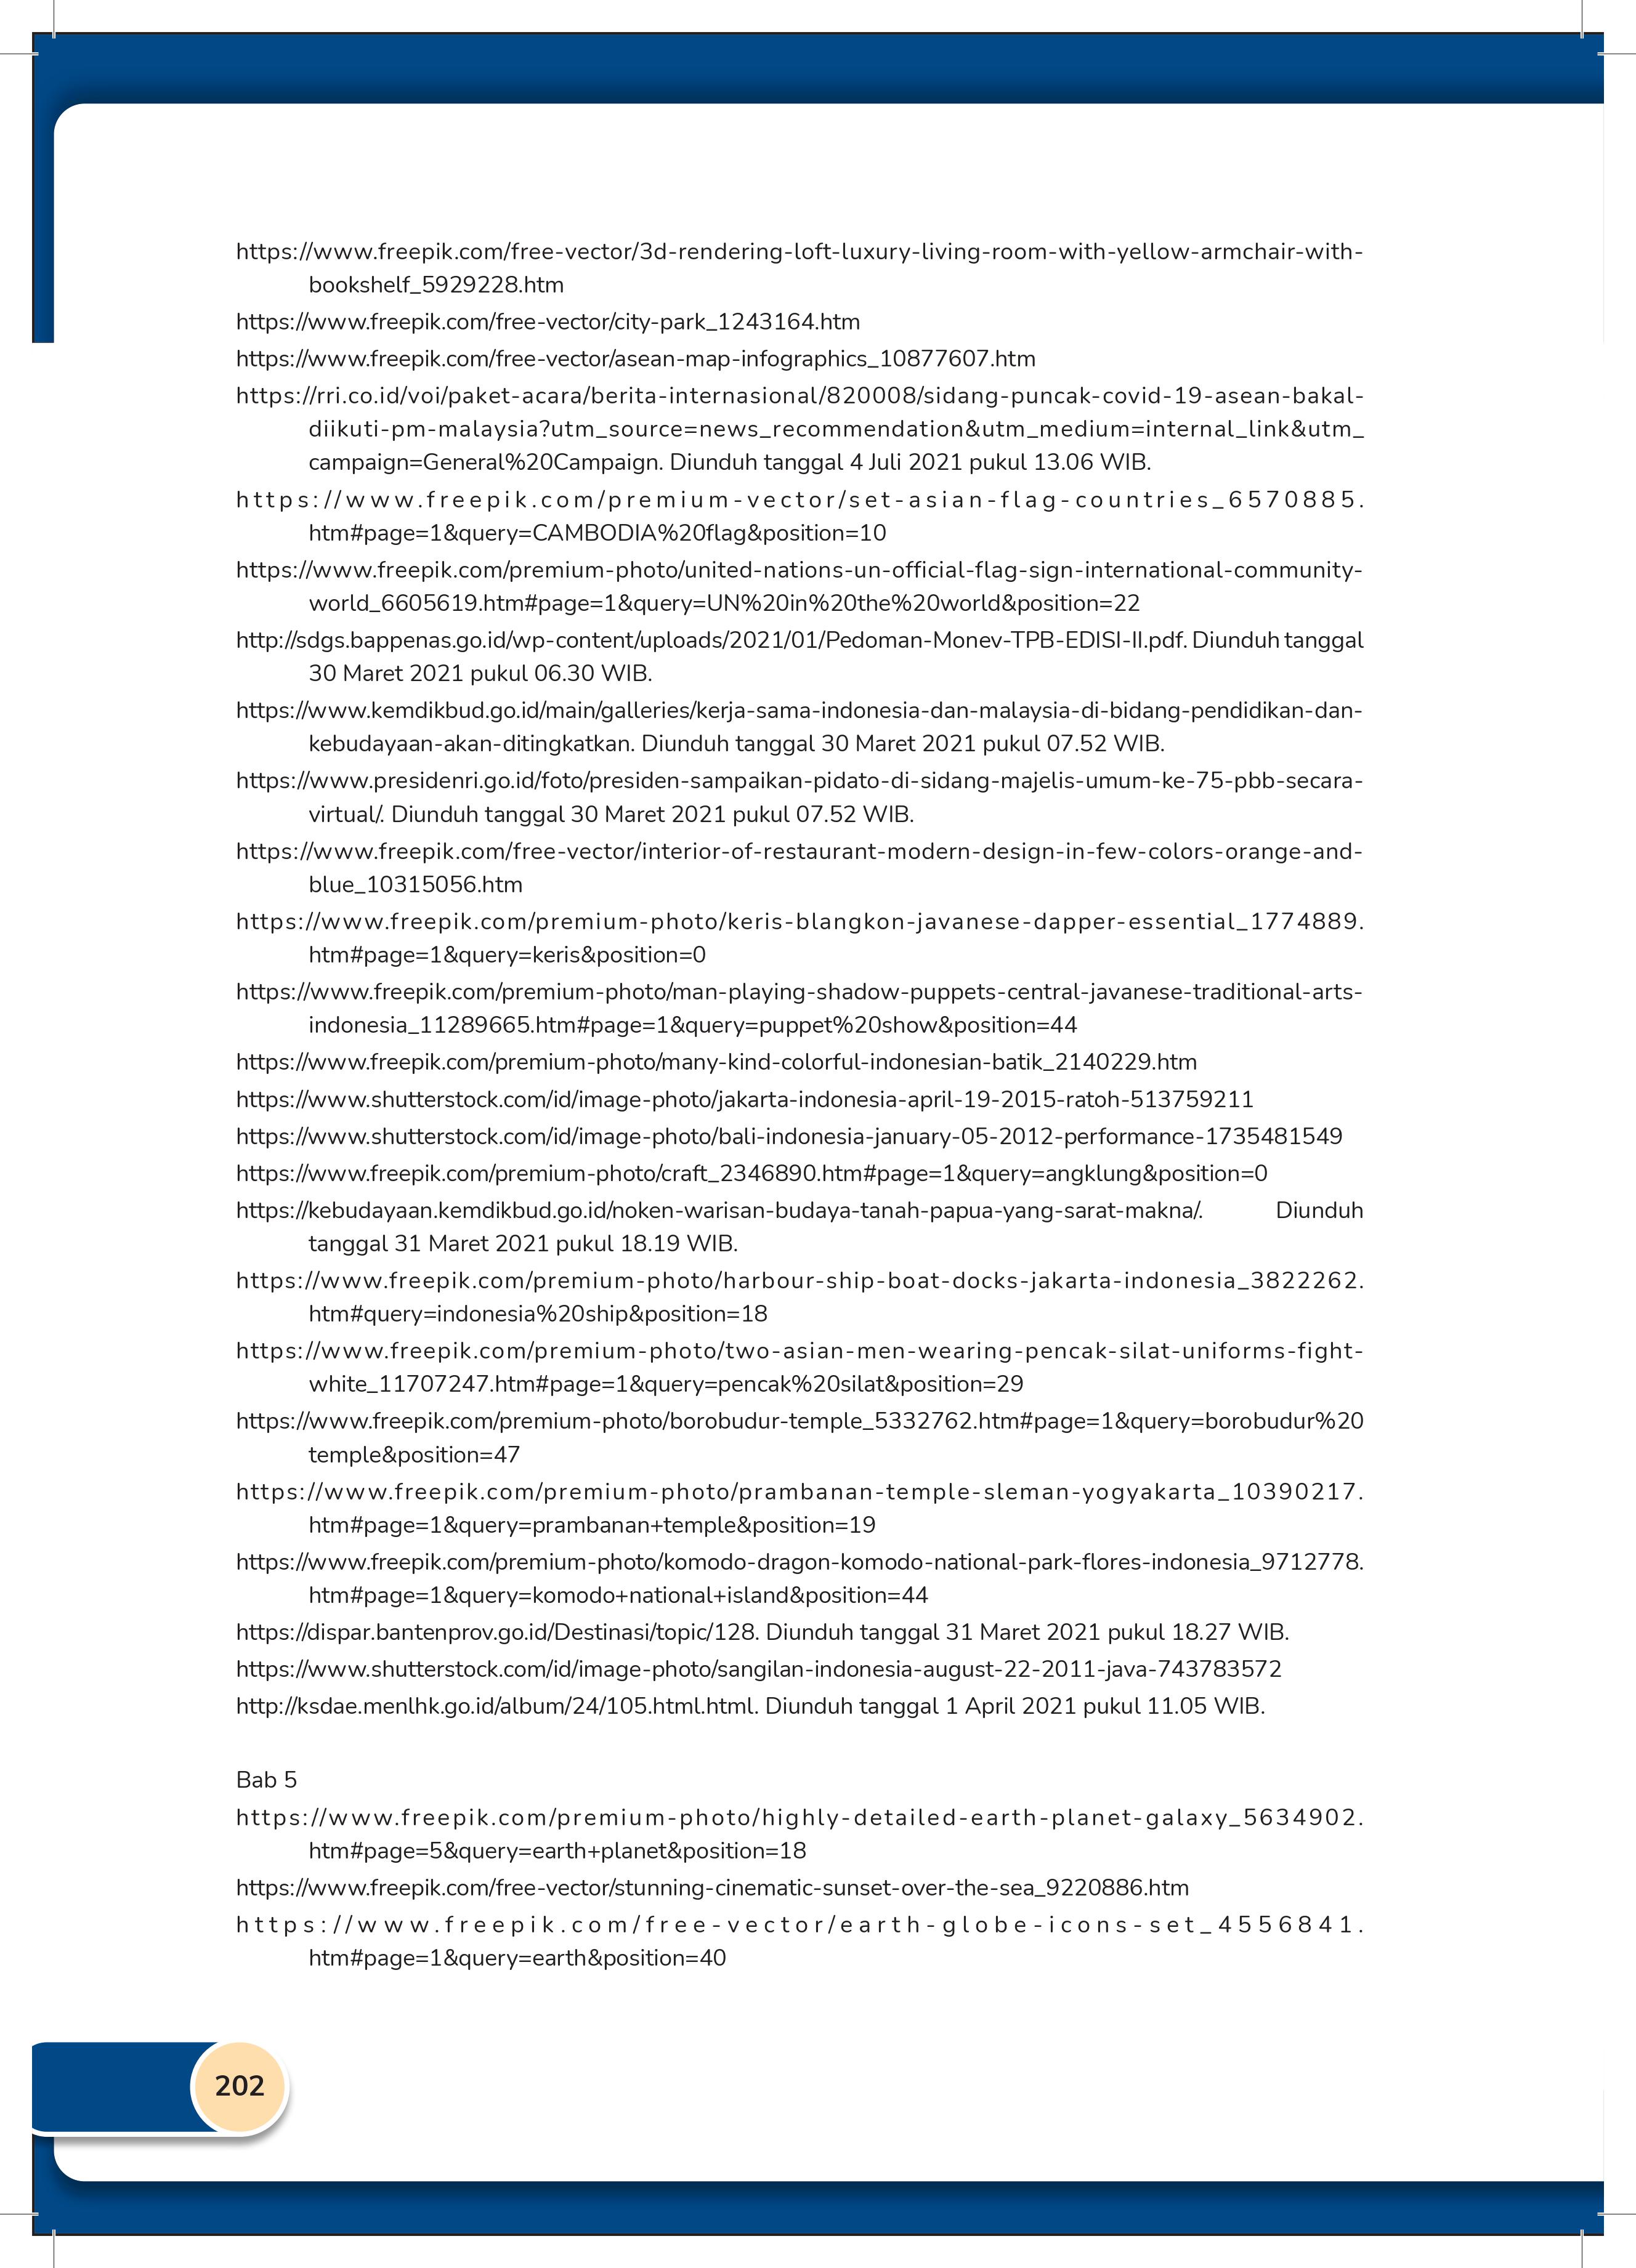 https://www.freepik.com/free-vector/3d-rendering-loft-luxury-living-room-with-yellow-armchair-with-
bookshelf_5929228.htm
https://www.freepik.com/free-vector/city-park_1243164.htm
https://www.freepik.com/free-vector/asean-map-infographics_10877607.htm
https://rri.co.id/voi/paket-acara/berita-internasional/820008/sidang-puncak-covid-19-asean-bakal-
diikuti-pm-malaysia?utm_source=news_recommendation&utm_medium=internal_link&utm_
campaign=General%20Campaign. Diunduh tanggal 4 Juli 2021 pukul 13.06 WIB.
https://www.freepik.com/premium-vector/set-asian-flag-countries_6570885.
htm#page=1&query=CAMBODIA%20flag&position=10
https://www.freepik.com/premium-photo/united-nations-un-official-flag-sign-international-community-
world_6605619.htm#page=1&query=UN%20in%20the%20world&position=22
http://sdgs.bappenas.go.id/wp-content/uploads/2021/01/Pedoman-Monev-TPB-EDISI-II.pdf. Diunduh tanggal
30 Maret 2021 pukul 06.30 WIB.
https://www.kemdikbud.go.id/main/galleries/kerja-sama-indonesia-dan-malaysia-di-bidang-pendidikan-dan-
kebudayaan-akan-ditingkatkan. Diunduh tanggal 30 Maret 2021 pukul 07.52 WIB.
https://www.presidenri.go.id/foto/presiden-sampaikan-pidato-di-sidang-majelis-umum-ke-75-pbb-secara-
virtual/. Diunduh tanggal 30 Maret 2021 pukul 07.52 WIB.
https://www.freepik.com/free-vector/interior-of-restaurant-modern-design-in-few-colors-orange-and-
blue_10315056.htm
https://www.freepik.com/premium-photo/keris-blangkon-javanese-dapper-essential_1774889.
htm#page=1&query=keris&position=0
https://www.freepik.com/premium-photo/man-playing-shadow-puppets-central-javanese-traditional-arts-
indonesia_11289665.htm#page=1&query=puppet%20show&position=44
https://www.freepik.com/premium-photo/many-kind-colorful-indonesian-batik_2140229.htm
https://www.shutterstock.com/id/image-photo/jakarta-indonesia-april-19-2015-ratoh-513759211
https://www.shutterstock.com/id/image-photo/bali-indonesia-january-05-2012-performance-1735481549
https://www.freepik.com/premium-photo/craft_2346890.htm#page=1&query=angklung&position=0
https://kebudayaan.kemdikbud.go.id/noken-warisan-budaya-tanah-papua-yang-sarat-makna/. Diunduh
tanggal 31 Maret 2021 pukul 18.19 WIB.
https://www.freepik.com/premium-photo/harbour-ship-boat-docks-jakarta-indonesia_3822262.
htm#query=indonesia%20ship&position=18
https://www.freepik.com/premium-photo/two-asian-men-wearing-pencak-silat-uniforms-fight-
white_11707247.htm#page=1&query=pencak%20silat&position=29
https://www.freepik.com/premium-photo/borobudur-temple_5332762.htm#page=1&query=borobudur%20
temple&position=47
https://www.freepik.com/premium-photo/prambanan-temple-sleman-yogyakarta_10390217.
htm#page=1&query=prambanan+temple&position=19
https://www.freepik.com/premium-photo/komodo-dragon-komodo-national-park-flores-indonesia_9712778.
htm#page=1&query=komodo+national+island&position=44
https://dispar.bantenprov.go.id/Destinasi/topic/128. Diunduh tanggal 31 Maret 2021 pukul 18.27 WIB.
https://www.shutterstock.com/id/image-photo/sangilan-indonesia-august-22-2011-java-743783572
http://ksdae.menlhk.go.id/album/24/105.html.html. Diunduh tanggal 1 April 2021 pukul 11.05 WIB.
Bab 5
https://www.freepik.com/premium-photo/highly-detailed-earth-planet-galaxy_5634902.
htm#page=5&query=earth+planet&position=18
https://www.freepik.com/free-vector/stunning-cinematic-sunset-over-the-sea_9220886.htm
https://www.freepik.com/free-vector/earth-globe-icons-set_4556841.
htm#page=1&query=earth&position=40
202